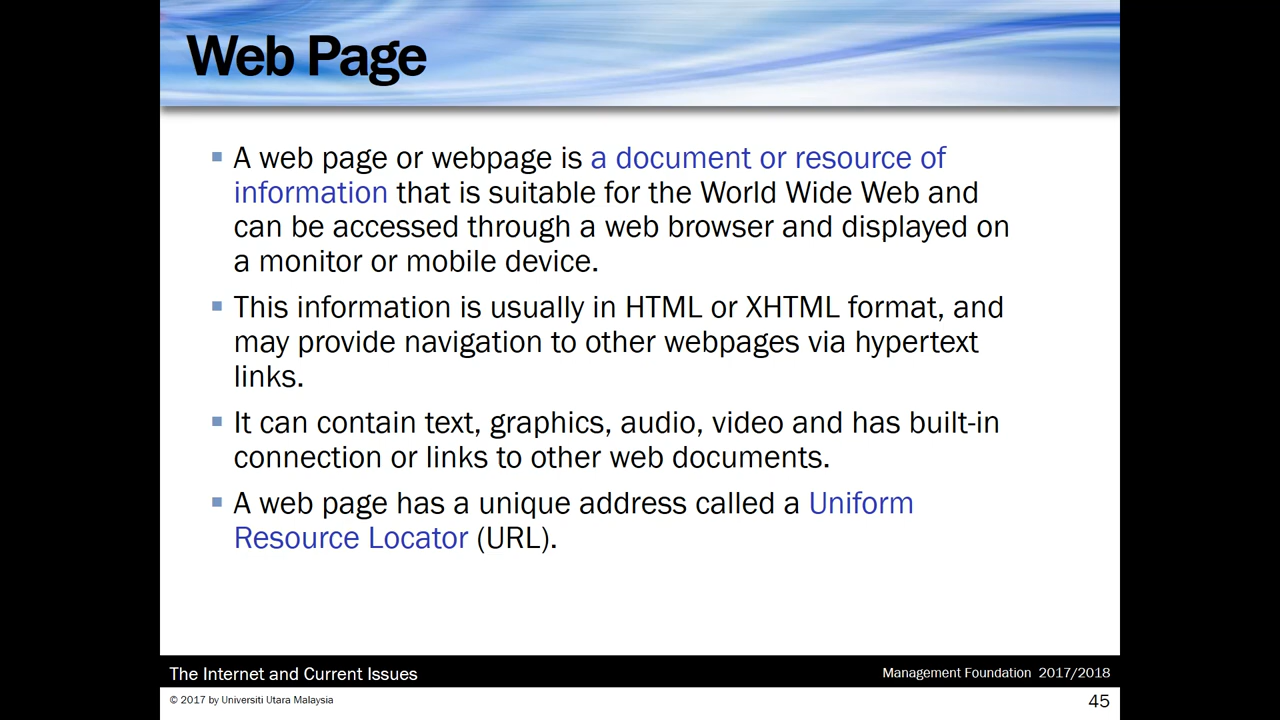 Web Page
A web page or webpage is a document or resource of
information that is suitable for the World Wide Web and
can be accessed through a web browser and displayed on
a monitor or mobile device.
This information is usually in HTML or XHTML format, and
may provide navigation to other webpages via hypertext
links.
It can contain text, graphics, audio, video and has built-in
connection or links to other web documents.
A web page has a unique address called a Uniform
Resource Locator (URL).
The Internet and Current Issues
Management Foundation 2017/2018
© 2017 by Universiti Utara Malaysia
45